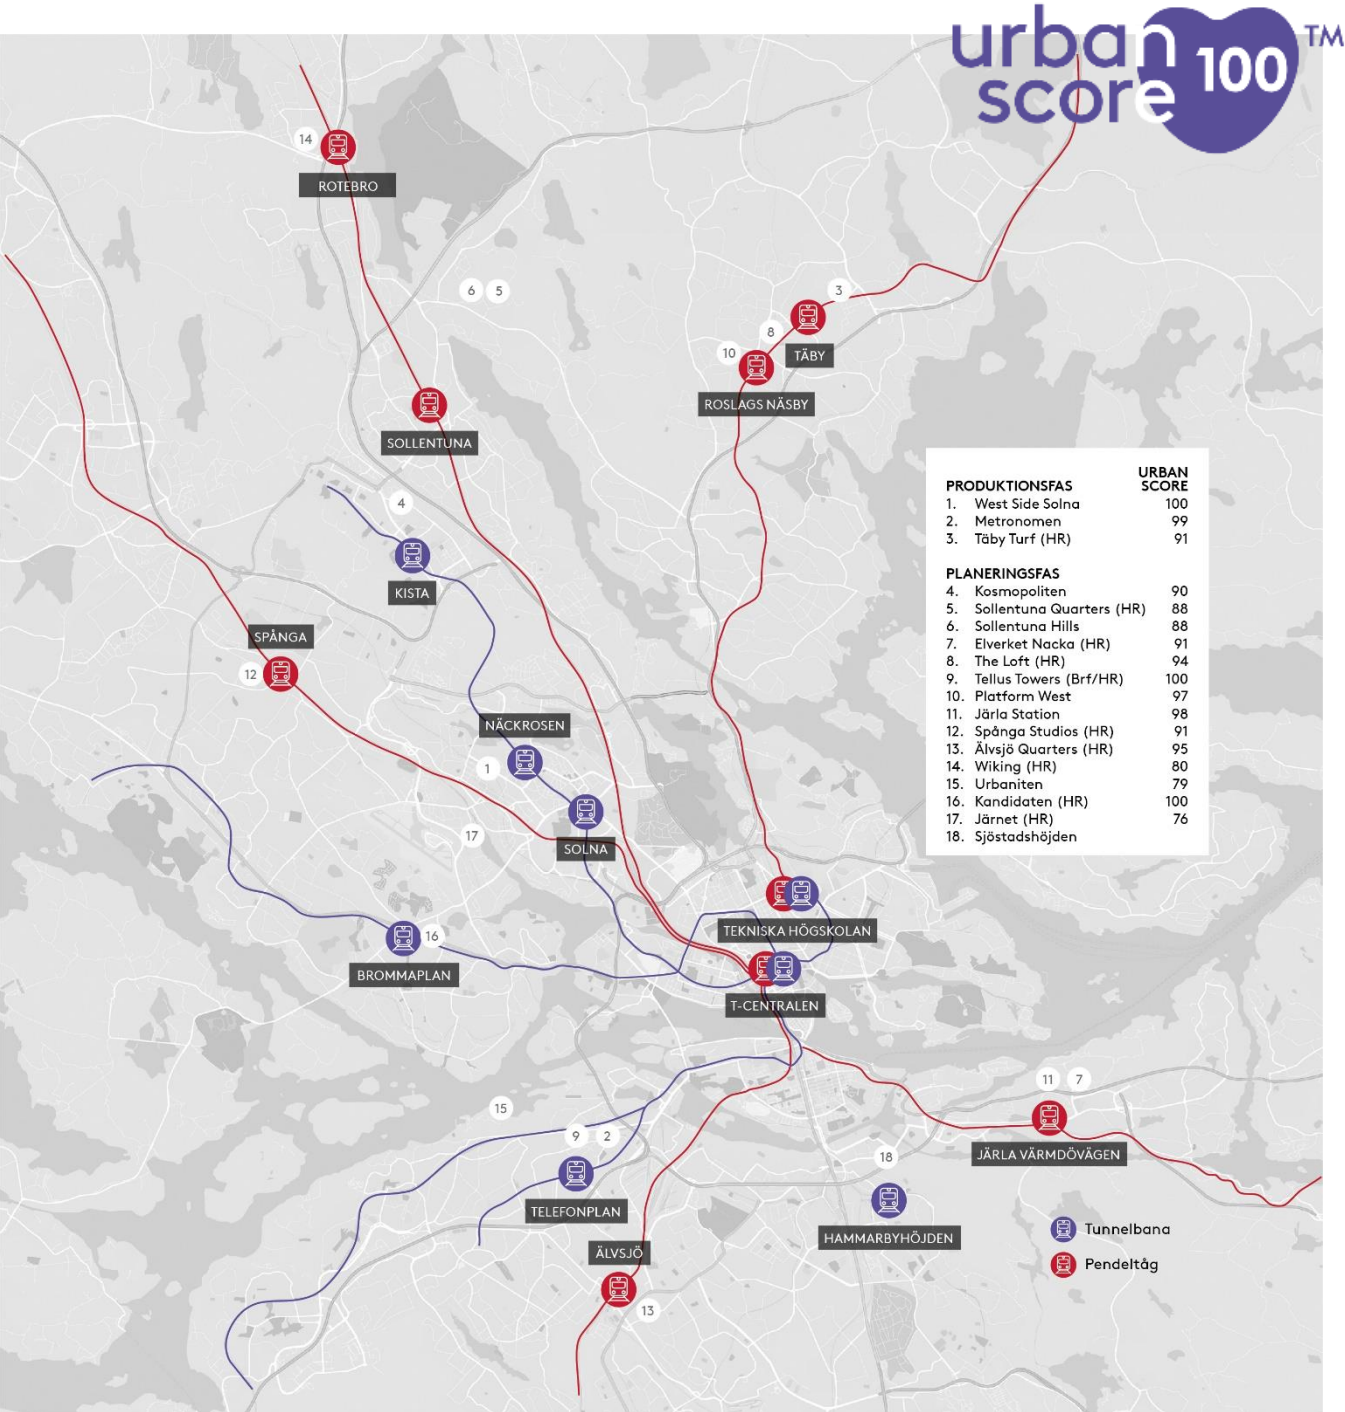 urban
score 100 TM
14
ROTEBRO
6 5
3
8
TÄBY
10
ROSLAGS NÄSBY
SOLLENTUNA
4
KISTA
SPÅNGA
12
NÄCKROSEN
1
SOLNA
17
TEKNISKA HÖGSKOLAN
16
BROMMAPLAN
T-CENTRALEN
15
9 2
TELEFONPLAN
ÄLVSJÖ
13
11 7
JÄRLA VÄRMDÖVÄGEN
18
HAMMARBYHÖJDEN
Tunnelbana
Pendeltåg
URBAN
PRODUKTIONSFAS SCORE
1. West Side Solna 100
2. Metronomen 99
3. Täby Turf (HR) 91
PLANERINGSFAS
4. Kosmopoliten 90
5. Sollentuna Quarters (HR) 88
6. Sollentuna Hills 88
7. Elverket Nacka (HR) 91
8. The Loft (HR) 94
9. Tellus Towers (Brf/HR) 100
10. Platform West 97
11. Järla Station 98
12. Spånga Studios (HR) 91
13. Älvsjö Quarters (HR) 95
14. Wiking (HR) 80
15. Urbaniten 79
16. Kandidaten (HR) 100
17. Järnet (HR) 76
18. Sjöstadshöjden